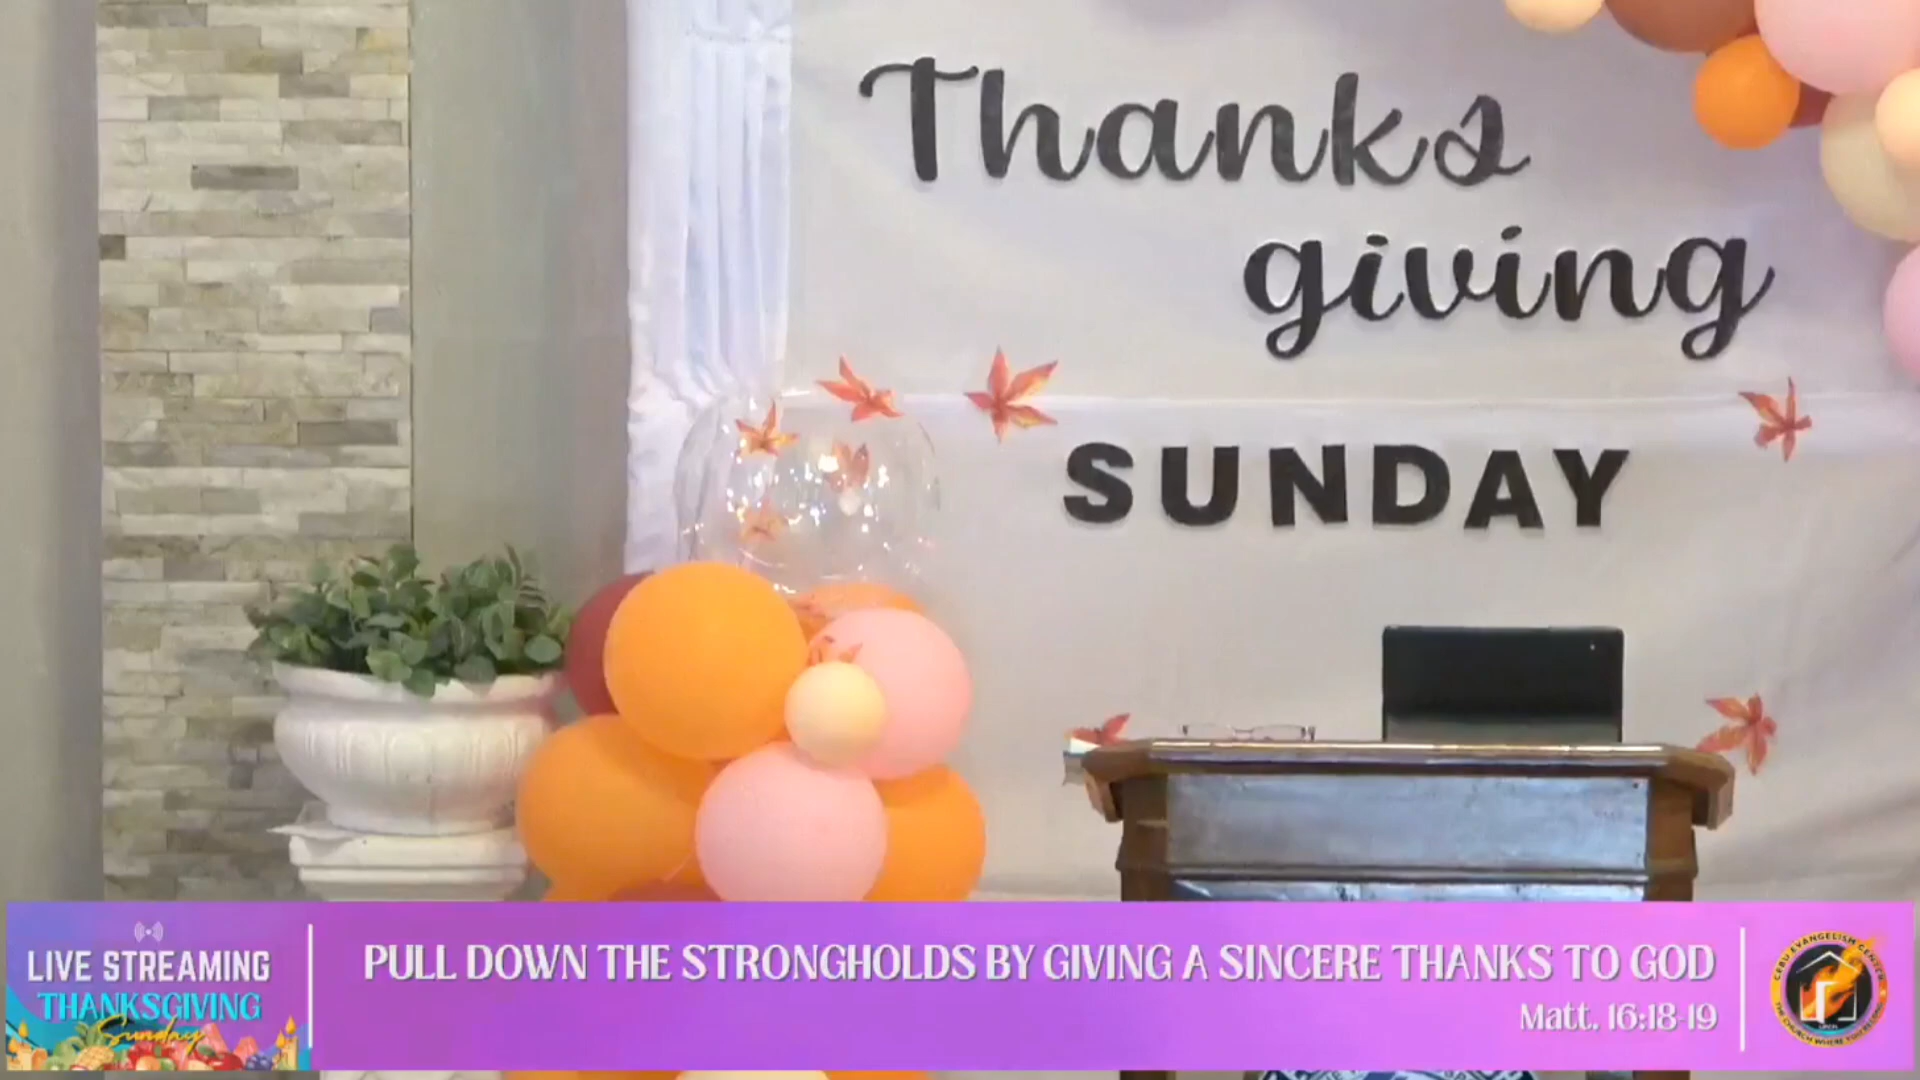 Thanks
giving
SUNDAY
LIVE STREAMING
THANKSGIVING
Sunday
PULL DOWN THE STRONGHOLDS BY GIVING A SINCERE THANKS TO GOD
Matt. 16:18-19
CEBU EVANGELISM CENTER